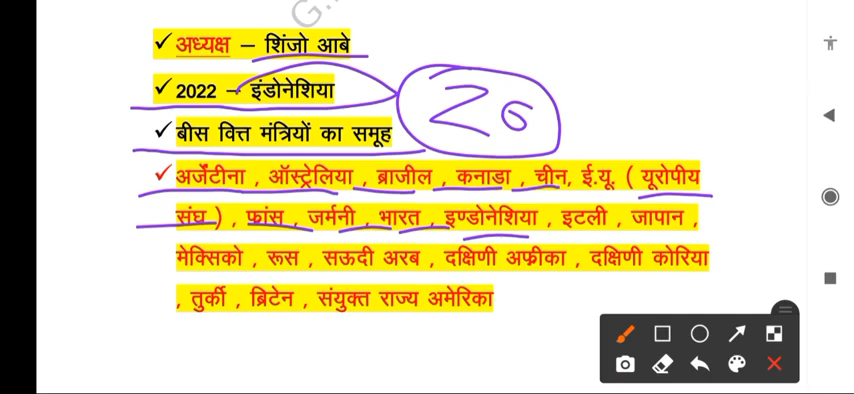 G.
✓ अध्यक्ष – शिंजो आबे
✓ 2022 – इंडोनेशिया
26
✓ बीस वित्त मंत्रियों का समूह
✓ अर्जेंटीना , ऑस्ट्रेलिया , ब्राजील , कनाडा , चीन, ई.यू. ( यूरोपीय
संघ ) , फ्रांस , जर्मनी , भारत , इण्डोनेशिया , इटली , जापान ,
मेक्सिको , रूस , सऊदी अरब , दक्षिणी अफ्रीका , दक्षिणी कोरिया
, तुर्की , ब्रिटेन , संयुक्त राज्य अमेरिका